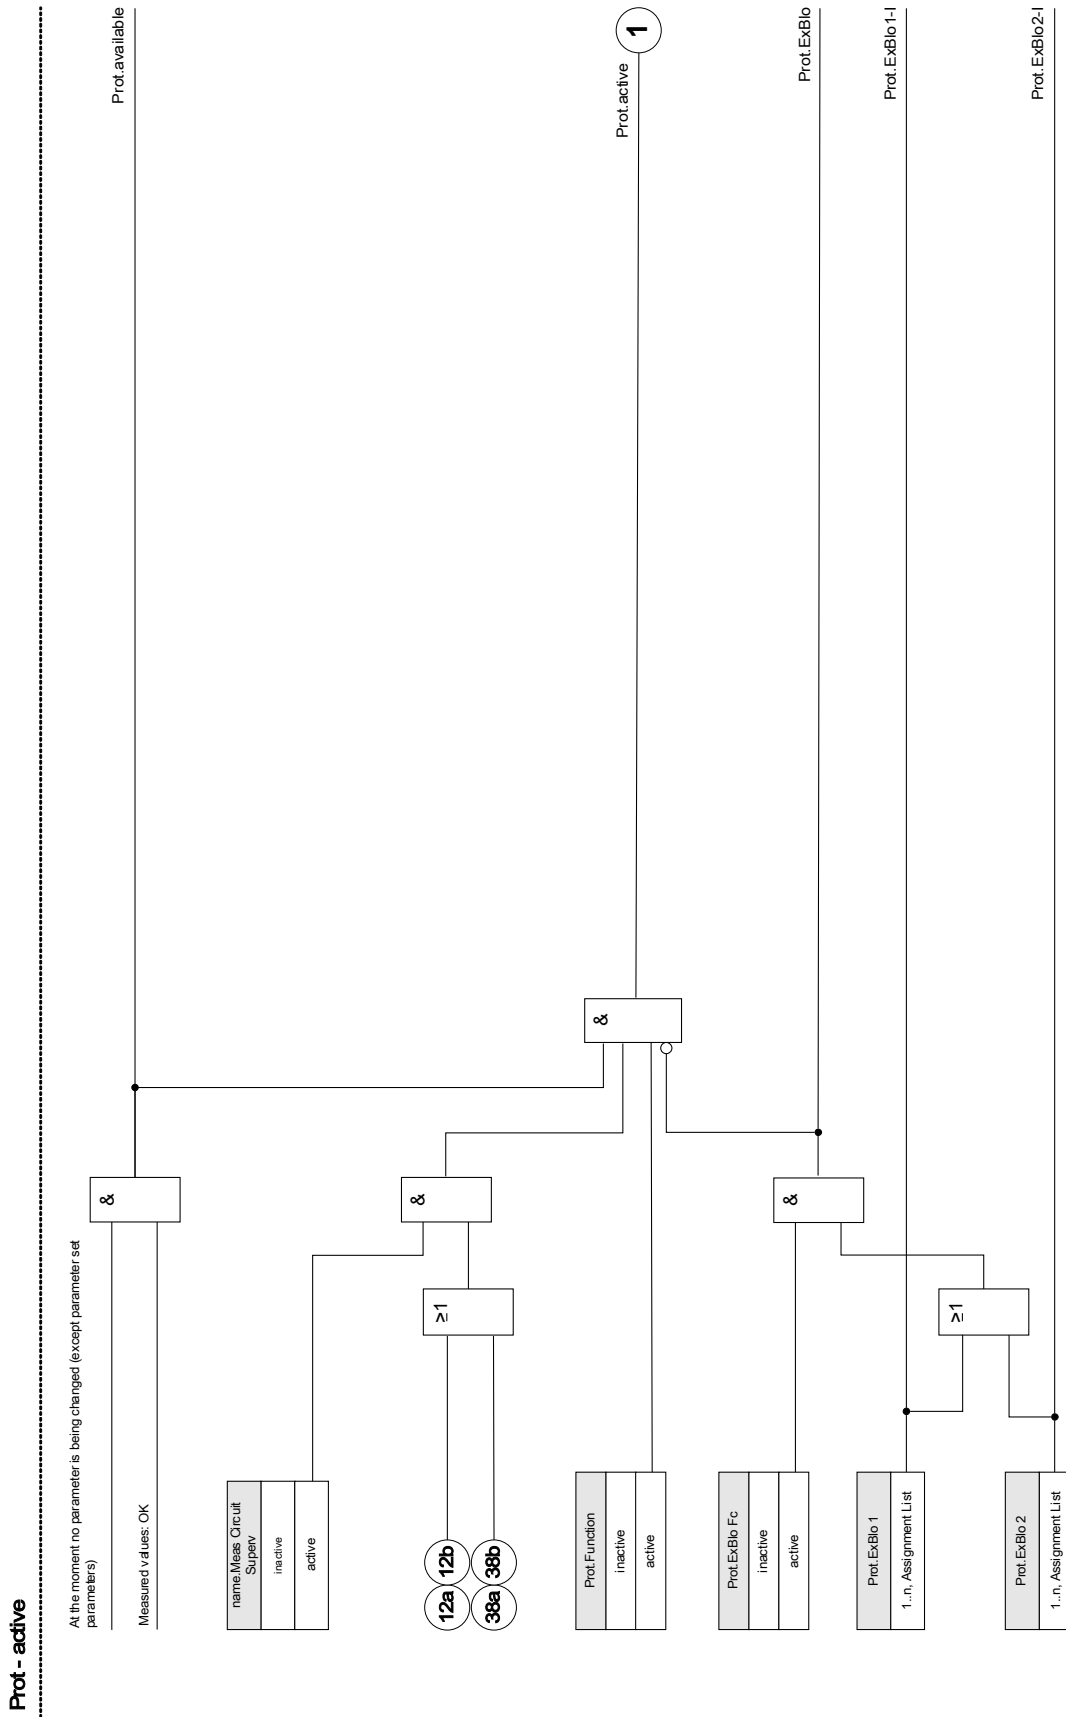 Prot - active
At the moment no parameter is being changed (except parameter set
parameters)
Measured values: OK
&
Prot.available
name.Meas Circuit
Superv
inactive
active
&
12a 12b
38a 38b
≥1
&
Prot.active
1
Prot.Function
inactive
active
Prot.ExBlo Fc
inactive
active
&
Prot.ExBlo
Prot.ExBlo 1
1..n, Assignment List
Prot.ExBlo1-I
≥1
Prot.ExBlo 2
1..n, Assignment List
Prot.ExBlo2-I